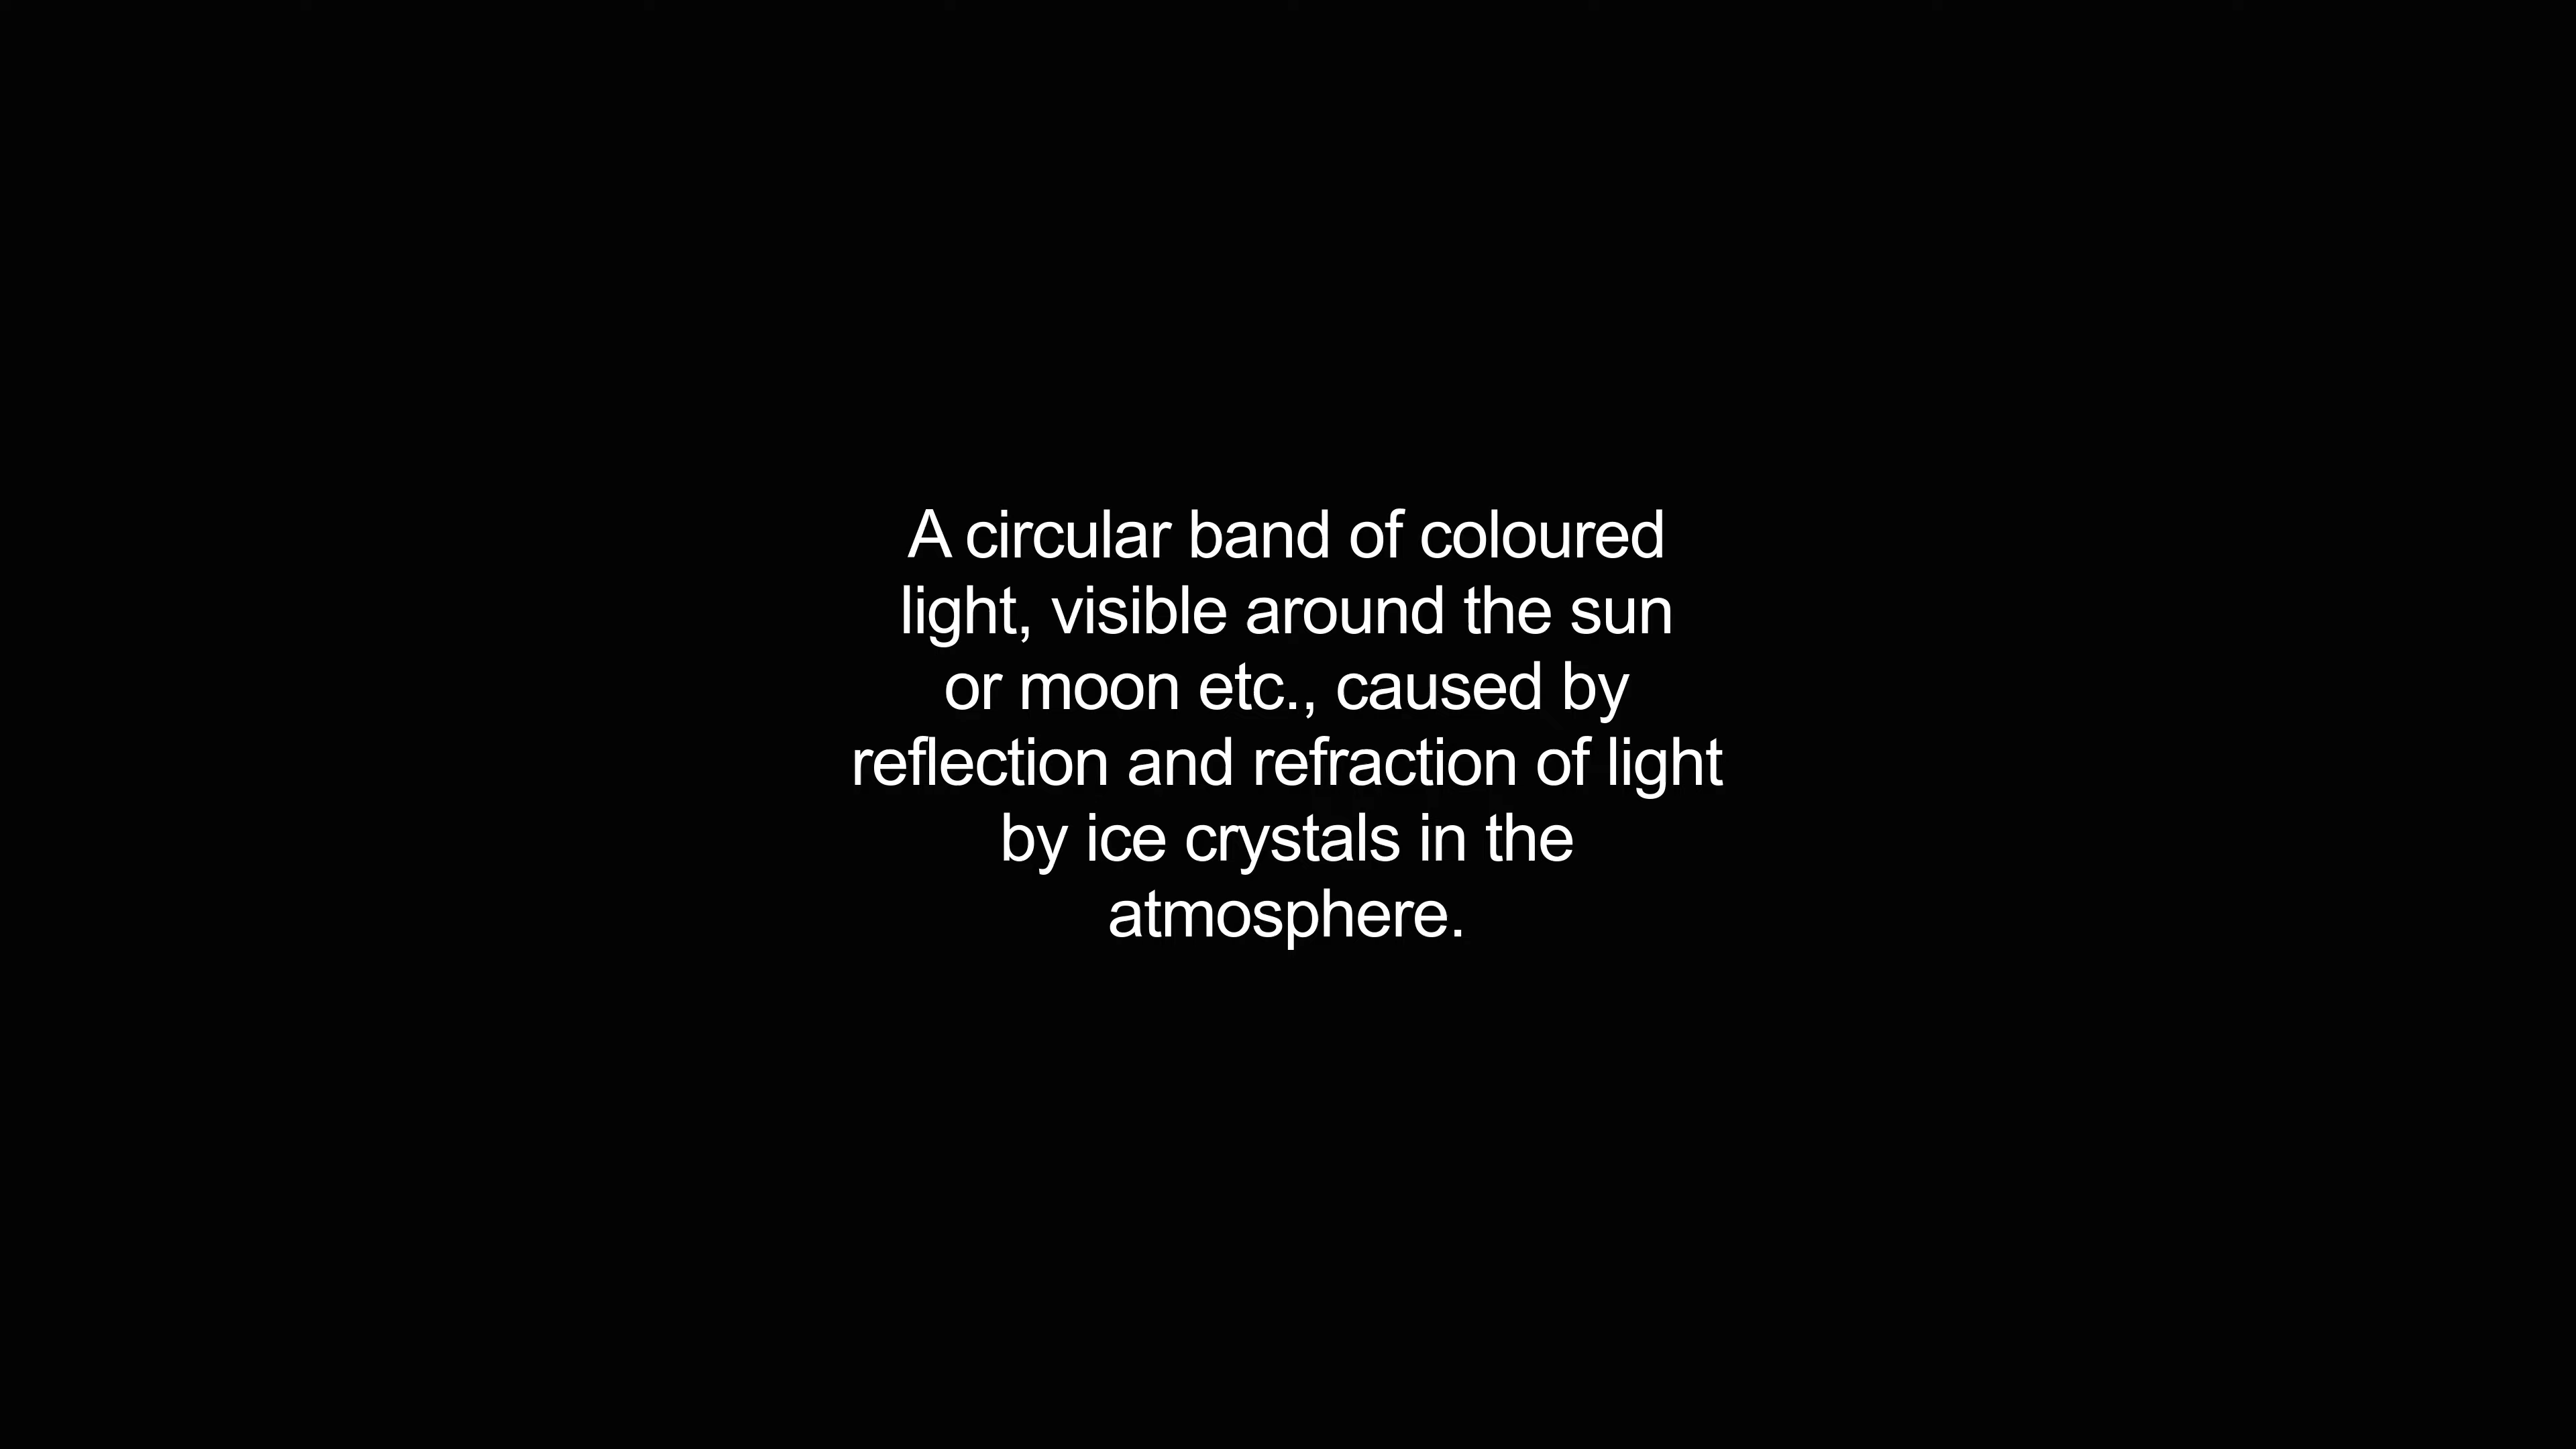 A circular band of coloured
light, visible around the sun
or moon etc., caused by
reflection and refraction of light
by ice crystals in the
atmosphere.